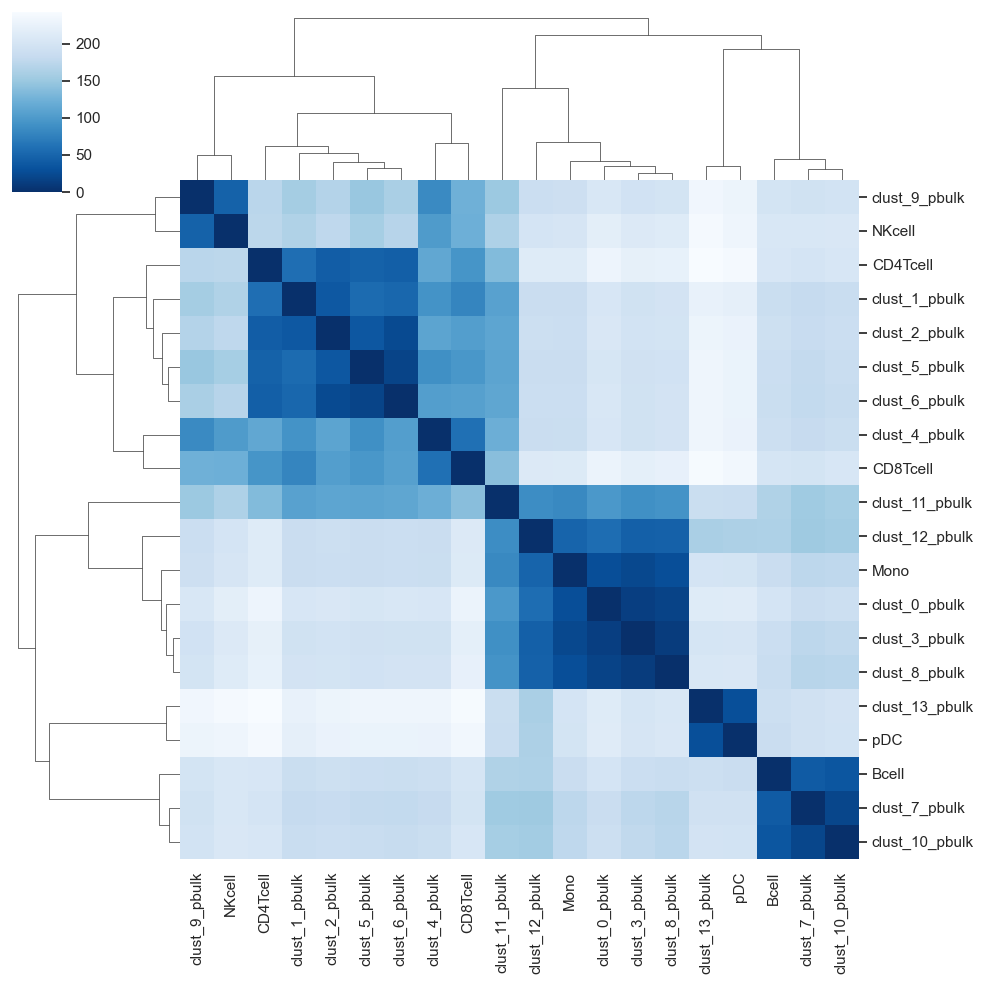 200
150
100
50
0
clust_9_pbulk
NKcell
CD4Tcell
clust_1_pbulk
clust_2_pbulk
clust_5_pbulk
clust_6_pbulk
clust_4_pbulk
CD8Tcell
clust_11_pbulk
clust_12_pbulk
Mono
clust_0_pbulk
clust_3_pbulk
clust_8_pbulk
clust_13_pbulk
pDC
Bcell
clust_7_pbulk
clust_10_pbulk
clust_9_pbulk
NKcell
CD4Tcell
clust_1_pbulk
clust_2_pbulk
clust_5_pbulk
clust_6_pbulk
clust_4_pbulk
CD8Tcell
clust_11_pbulk
clust_12_pbulk
Mono
clust_0_pbulk
clust_3_pbulk
clust_8_pbulk
clust_13_pbulk
pDC
Bcell
clust_7_pbulk
clust_10_pbulk